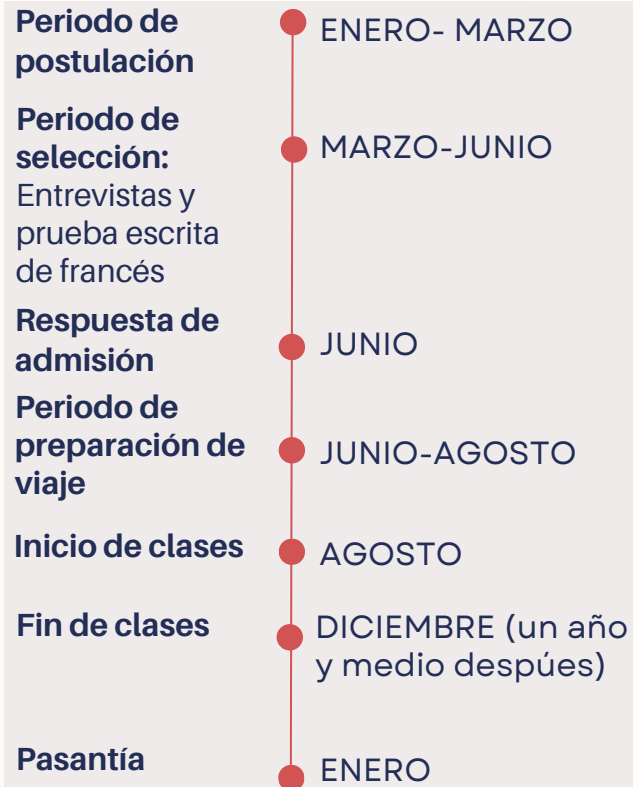 Periodo de
postulación
ENERO- MARZO
Periodo de
selección:
Entrevistas y
prueba escrita
de francés
MARZO-JUNIO
Respuesta de
admisión
JUNIO
Periodo de
preparación de
viaje
JUNIO-AGOSTO
Inicio de clases
AGOSTO
Fin de clases
DICIEMBRE (un año
y medio despúes)
Pasantía
ENERO